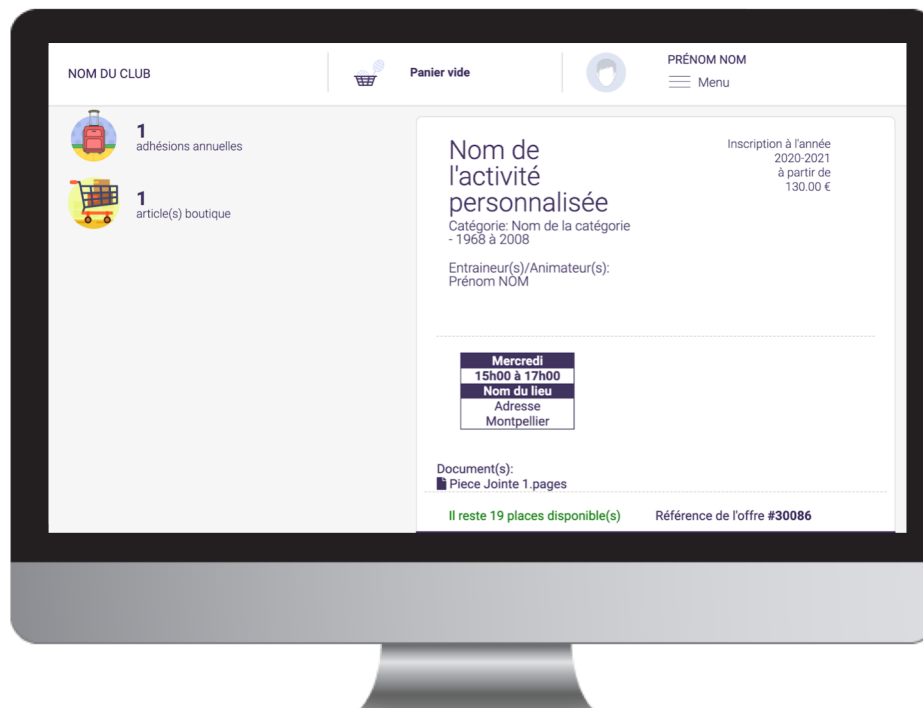 NOM DU CLUB
Panier vide
PRÉNOM NOM
Menu
1
adhésions annuelles
1
article(s) boutique
Nom de
l'activité
personnalisée
Catégorie: Nom de la catégorie
- 1968 à 2008
Entraineur(s)/Animateur(s):
Prénom NOM
Inscription à l'année
2020-2021
à partir de
130.00 €
Mercredi
15h00 à 17h00
Nom du lieu
Adresse
Montpellier
Document(s):
Piece Jointe 1.pages
Il reste 19 places disponible(s)
Référence de l'offre #30086